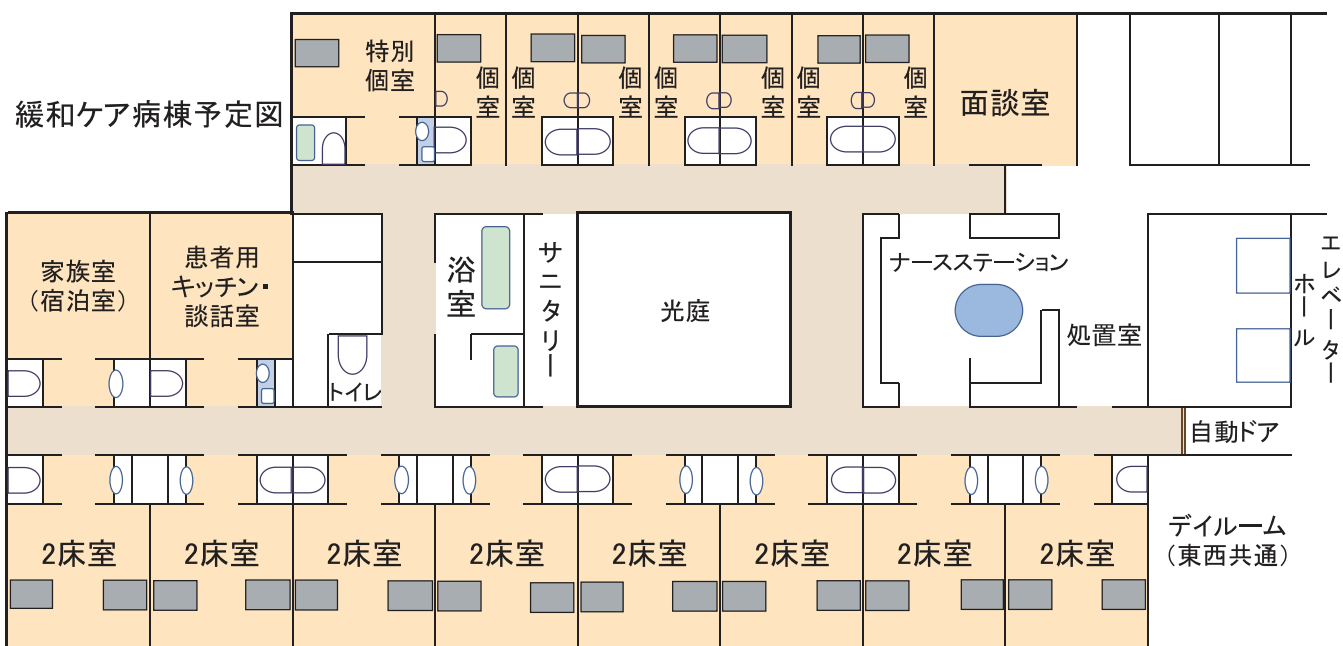 緩和ケア病棟予定図
特別
個室
個
室
個
室
個
室
個
室
個
室
個
室
個
室
面談室
家族室
（宿泊室）
患者用
キッチン・
談話室
トイレ
浴室
サニタリー
光庭
ナースステーション
処置室
エレベーター
ホール
自動ドア
2床室
2床室
2床室
2床室
2床室
2床室
2床室
2床室
デイルーム
（東西共通）